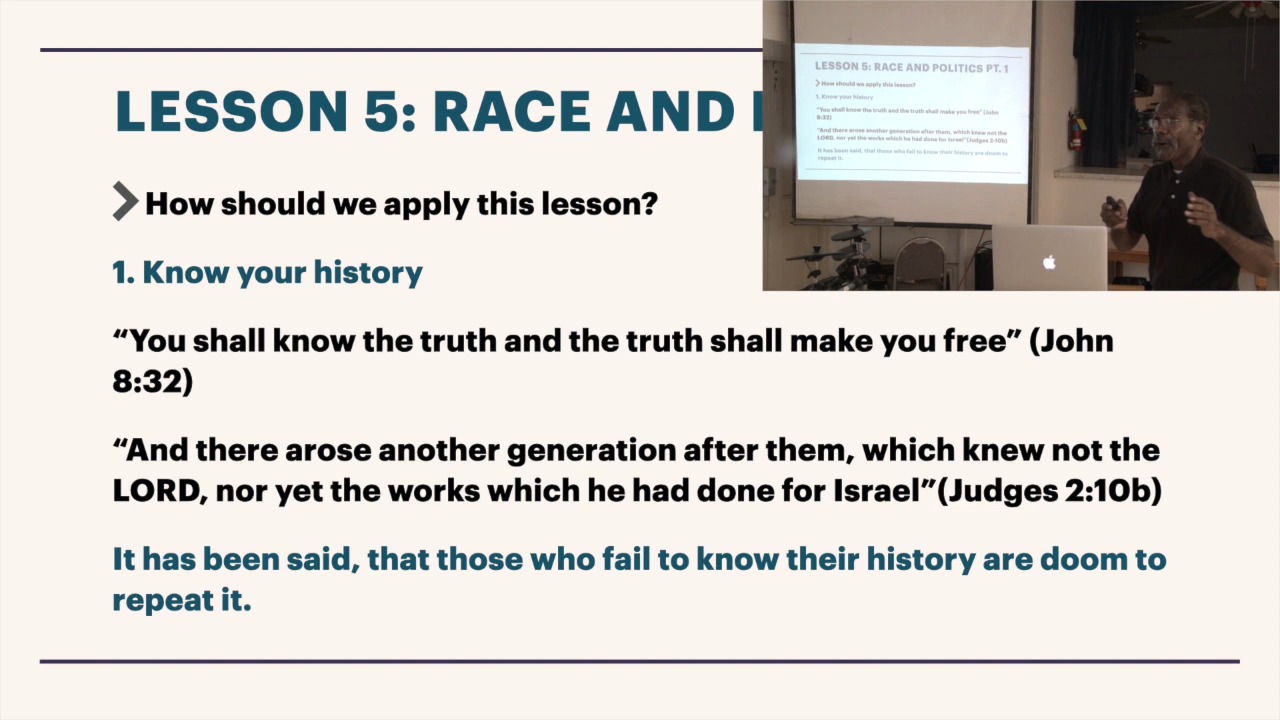 LESSON 5: RACE AND
How should we apply this lesson?
1. Know your history
“You shall know the truth and the truth shall make you free” (John
8:32)
“And there arose another generation after them, which knew not the
LORD, nor yet the works which he had done for Israel”(Judges 2:10b)
It has been said, that those who fail to know their history are doom to
repeat it.
LESSON 5: RACE AND POLITICS PT. 1
How should we apply this lesson?
1. Know your history
“You shall know the truth and the truth shall make you free” (John
8:32)
“And there arose another generation after them, which knew not the
LORD, nor yet the works which he had done for Israel”(Judges 2:10b)
It has been said, that those who fail to know their history are doom to
repeat it.